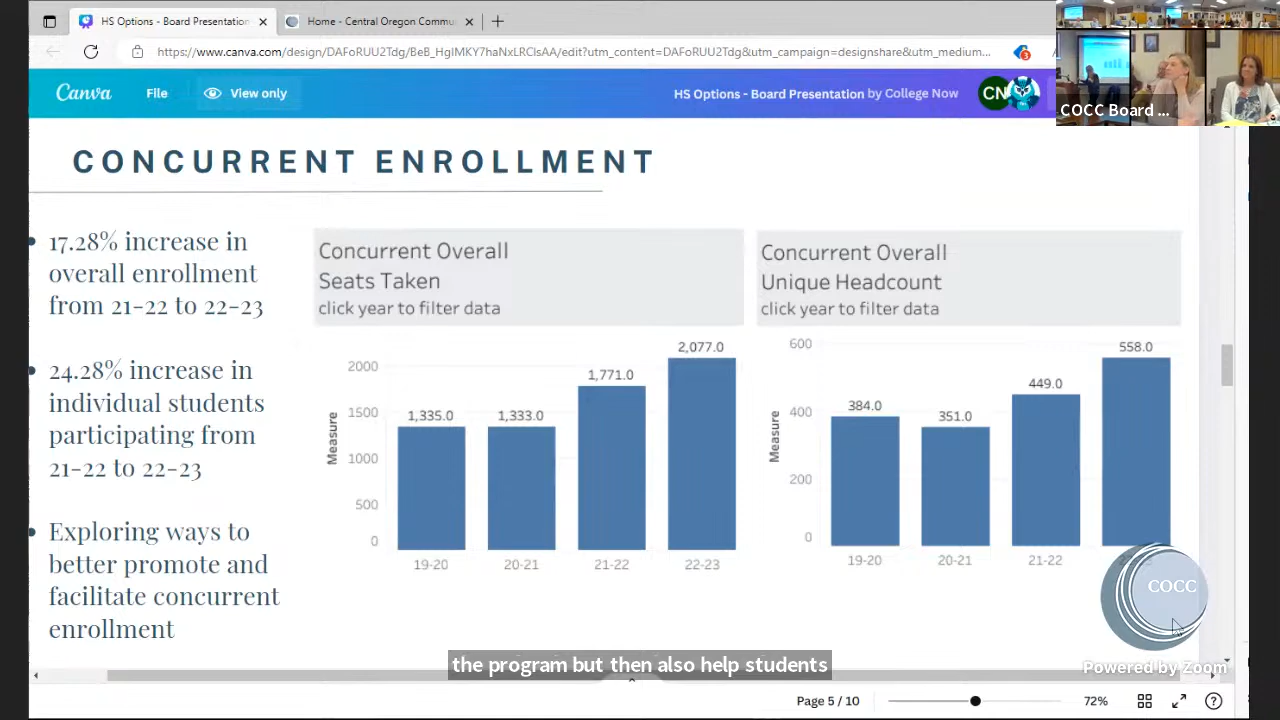 HS Options - Board Presentation
Home - Central Oregon Commu
https://www.canva.com/design/DAFoRUU2Tdg/BeB_HgIMKY7haNxLRCIsAA/edit?utm_content=DAFoRUU2Tdg&utm_campaign=designshare&utm_medium...
3
Canva
File
View only
HS Options - Board Presentation by College Now
CN
COCC Board ...
CONCURRENT ENROLLMENT
17.28% increase in
overall enrollment
from 21-22 to 22-23
24.28% increase in
individual students
participating from
21-22 to 22-23
Exploring ways to
better promote and
facilitate concurrent
enrollment
Concurrent Overall
Seats Taken
click year to filter data
Measure
2000
1500
1000
500
0
1,335.0
1,333.0
1,771.0
2,077.0
19-20
20-21
21-22
22-23
Concurrent Overall
Unique Headcount
click year to filter data
Measure
600
400
200
0
384.0
351.0
449.0
558.0
19-20
20-21
21-22
COCC
the program but then also help students
Powered by Zoom
Page 5 / 10
72%